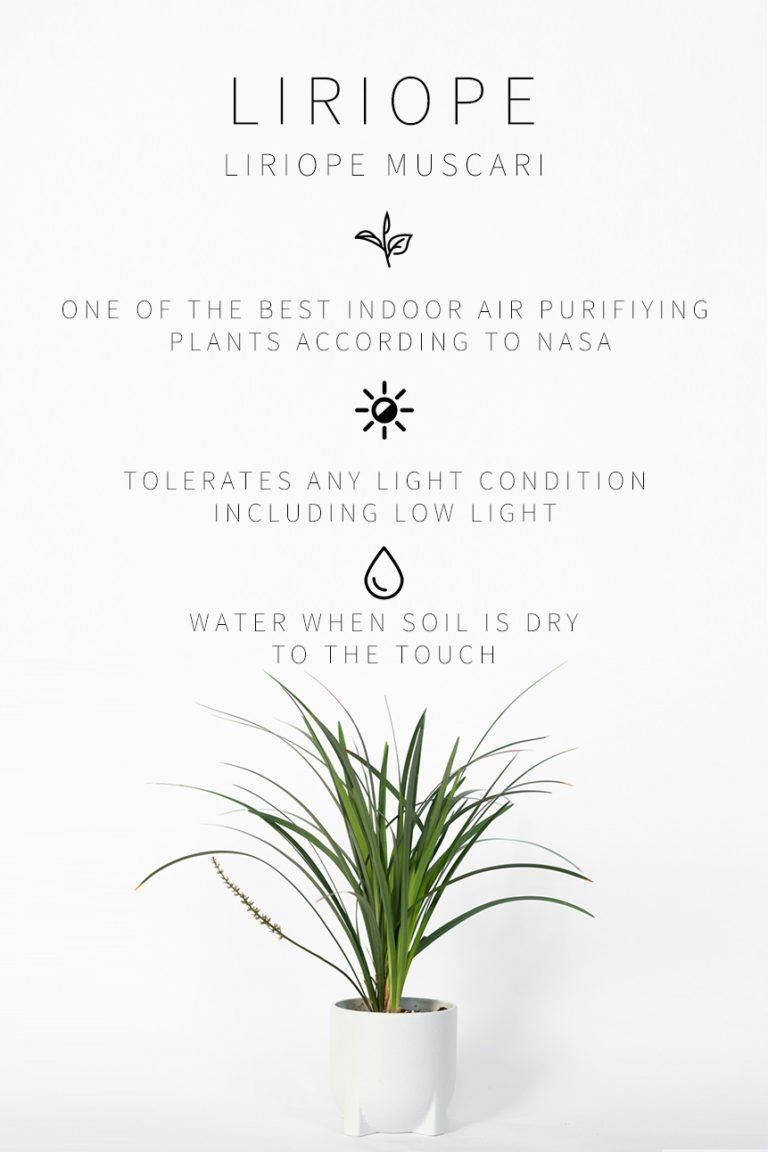 LIRIOPE
LIRIOPE MUSCARI
ONE OF THE BEST INDOOR AIR PURIFIYING
PLANTS ACCORDING TO NASA
TOLERATES ANY LIGHT CONDITION
INCLUDING LOW LIGHT
WATER WHEN SOIL IS DRY
TO THE TOUCH